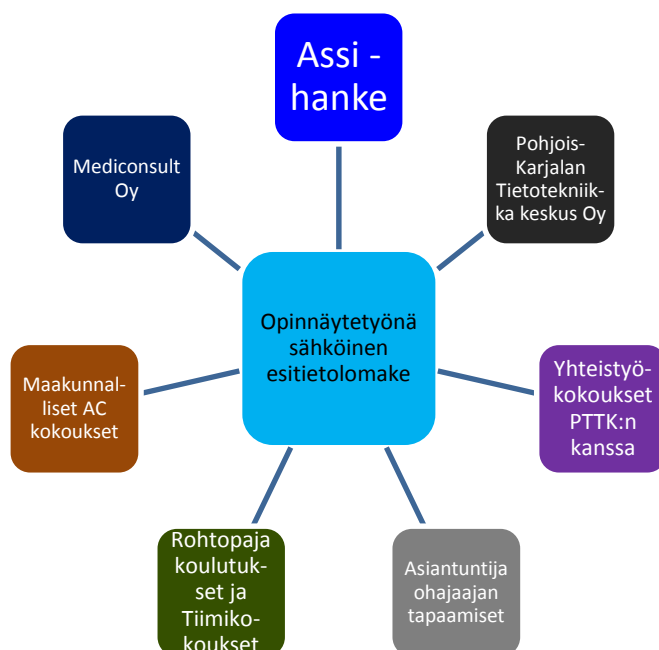 Assi -
hanke
Mediconsult
Oy
Pohjois-
Karjalan
Tietotekniik-
ka keskus Oy
Opinnäytetyönä
sähköinen
esitietolomake
Maakunnal-
liset AC
kokoukset
Yhteistyö-
kokoukset
PTTK:n
kanssa
Rohtopaja
koulutuk-
set ja
Tiimiko-
koukset
Asiantuntija
ohajaajan
tapaamiset